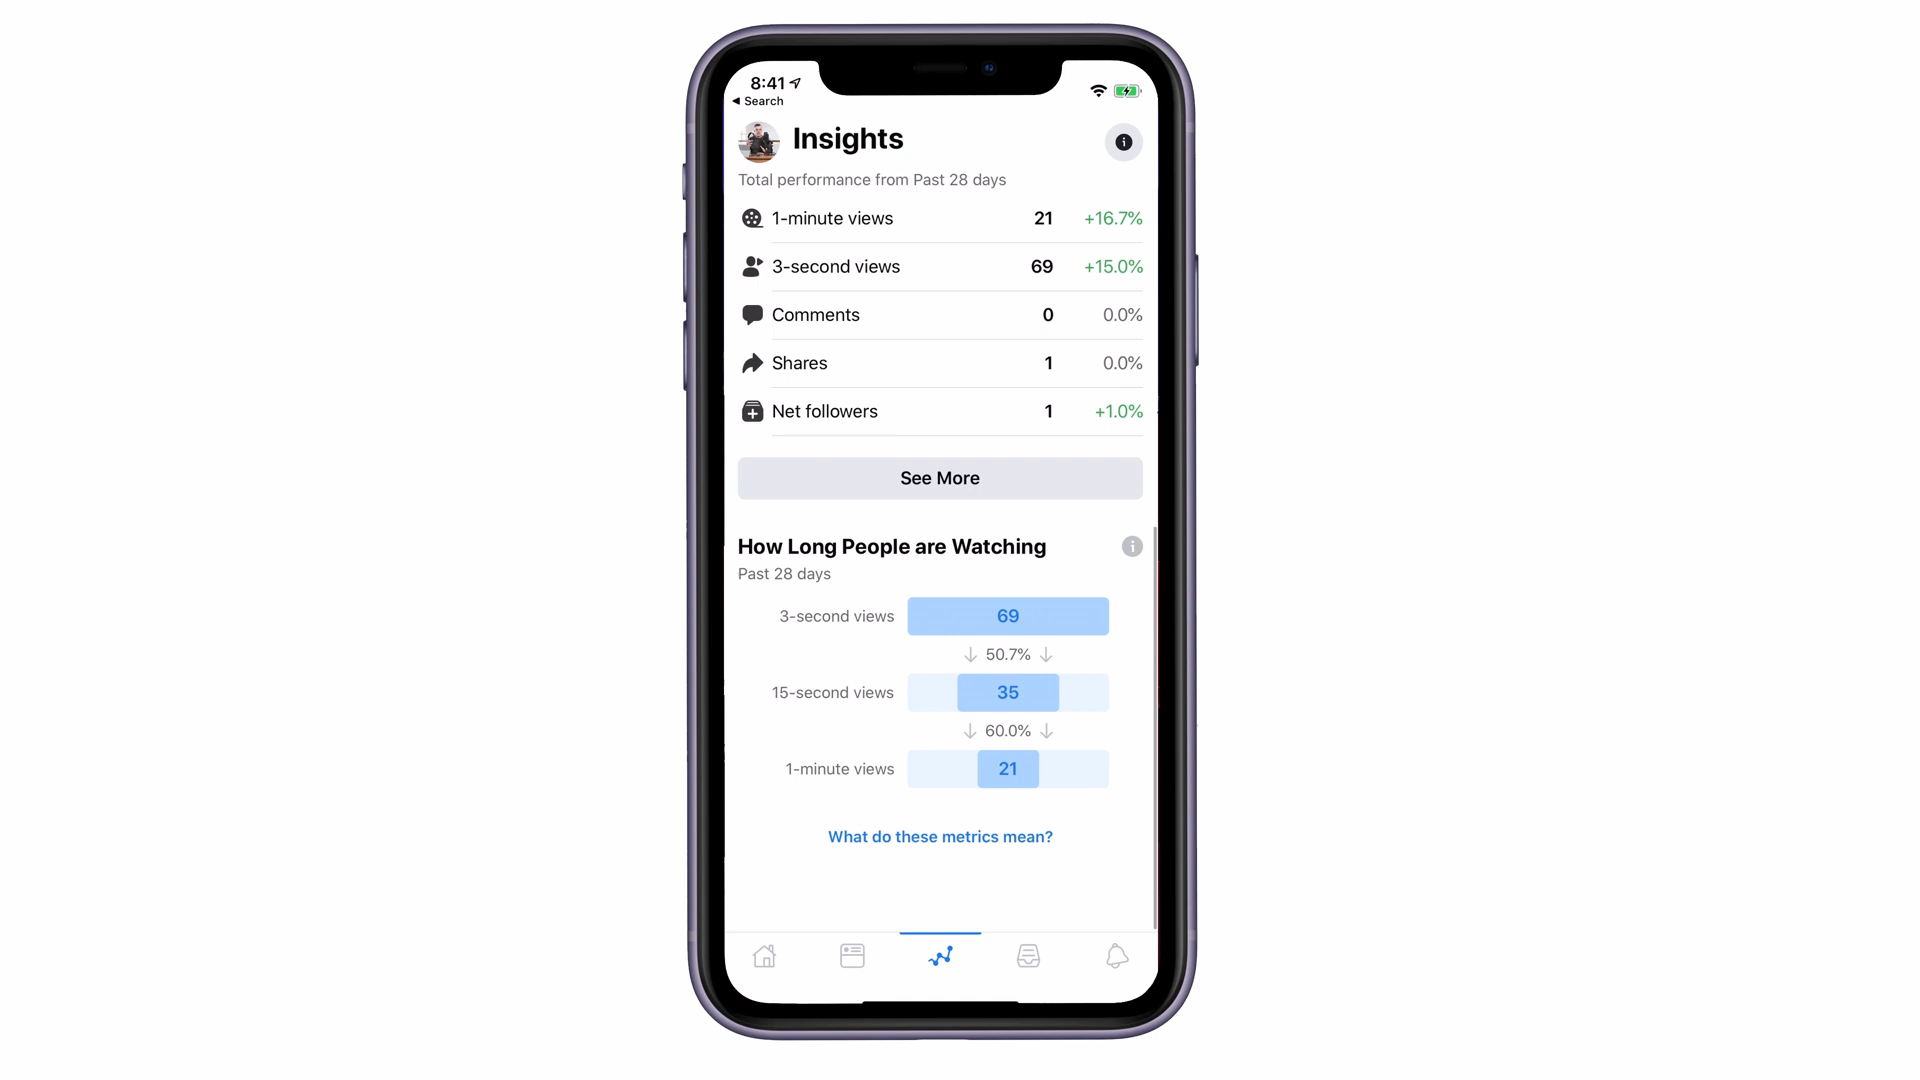 8:41
◀ Search
Insights
Total performance from Past 28 days
1-minute views 21 +16.7%
3-second views 69 +15.0%
Comments 0 0.0%
Shares 1 0.0%
Net followers 1 +1.0%
See More
How Long People are Watching
Past 28 days
3-second views 69
↓ 50.7% ↓
15-second views 35
↓ 60.0% ↓
1-minute views 21
What do these metrics mean?